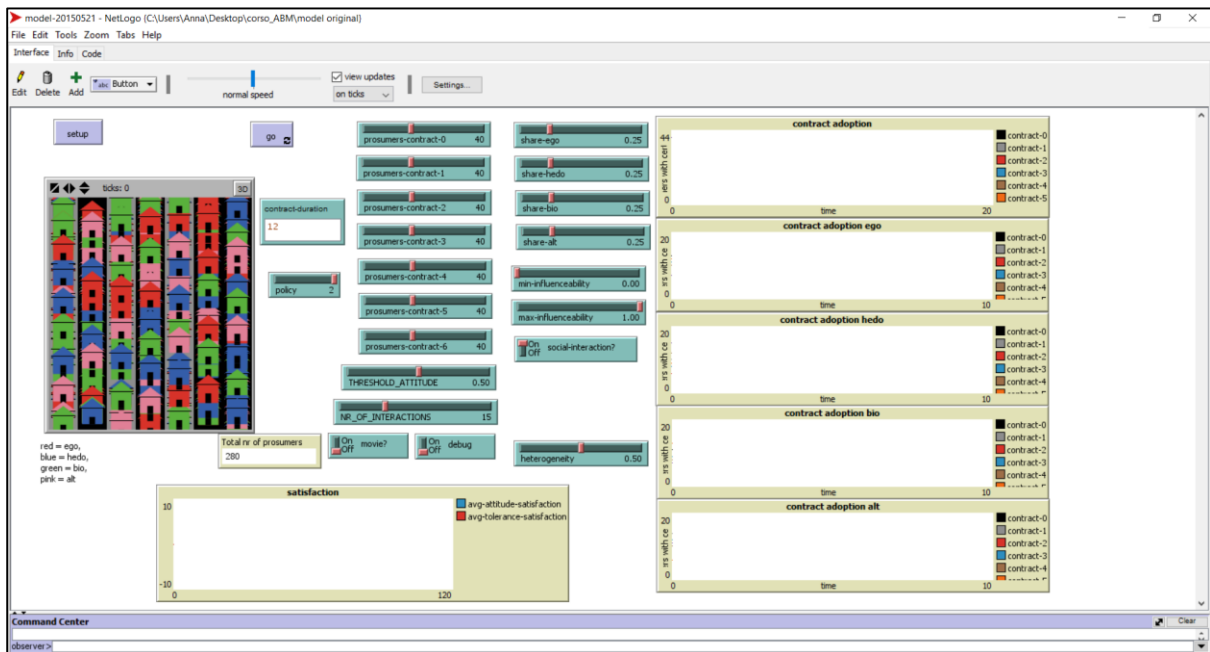 model-20150521 - NetLogo {C:\Users\Anna\Desktop\corso_ABM\model original}
File Edit Tools Zoom Tabs Help
Interface Info Code
Edit Delete Add abc Button normal speed view updates on ticks Settings...
setup
go
ticks: 0 3D
contract-duration
12
policy 2
prosumers-contract-0 40
prosumers-contract-1 40
prosumers-contract-2 40
prosumers-contract-3 40
prosumers-contract-4 40
prosumers-contract-5 40
prosumers-contract-6 40
THRESHOLD_ATTITUDE 0.50
NR_OF_INTERACTIONS 15
share-ego 0.25
share-hedo 0.25
share-bio 0.25
share-alt 0.25
min-influenceability 0.00
max-influenceability 1.00
On
Off social-interaction?
heterogeneity 0.50
red = ego,
blue = hedo,
green = bio,
pink = alt
Total nr of prosumers
280
On
Off movie?
On
Off debug
satisfaction
10
-10
0 120
avg-attitude-satisfaction
avg-tolerance-satisfaction
contract adoption
44
0
0 time 20
contract-0
contract-1
contract-2
contract-3
contract-4
contract-5
contract adoption ego
20
0
0 time 10
contract-0
contract-1
contract-2
contract-3
contract-4
contract adoption hedo
20
0
0 time 10
contract-0
contract-1
contract-2
contract-3
contract-4
contract adoption bio
20
0
0 time 10
contract-0
contract-1
contract-2
contract-3
contract-4
contract adoption alt
20
0
0 time 10
contract-0
contract-1
contract-2
contract-3
contract-4
Command Center Clear
observer>